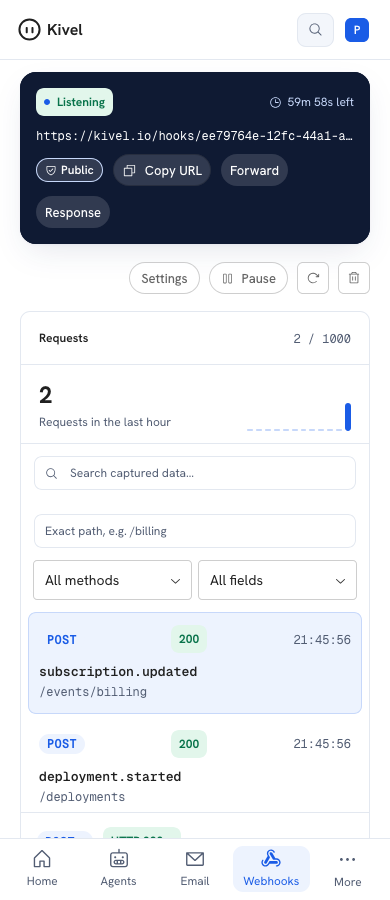 Kivel
P
Listening
59m 58s left
https://kivel.io/hooks/ee79764e-12fc-44a1-a…
Public
Copy URL
Forward
Response
Settings
Pause
Requests
2 / 1000
2
Requests in the last hour
Search captured data...
Exact path, e.g. /billing
All methods
All fields
POST
200
21:45:56
subscription.updated
/events/billing
POST
200
21:45:56
deployment.started
/deployments
Home
Agents
Email
Webhooks
More